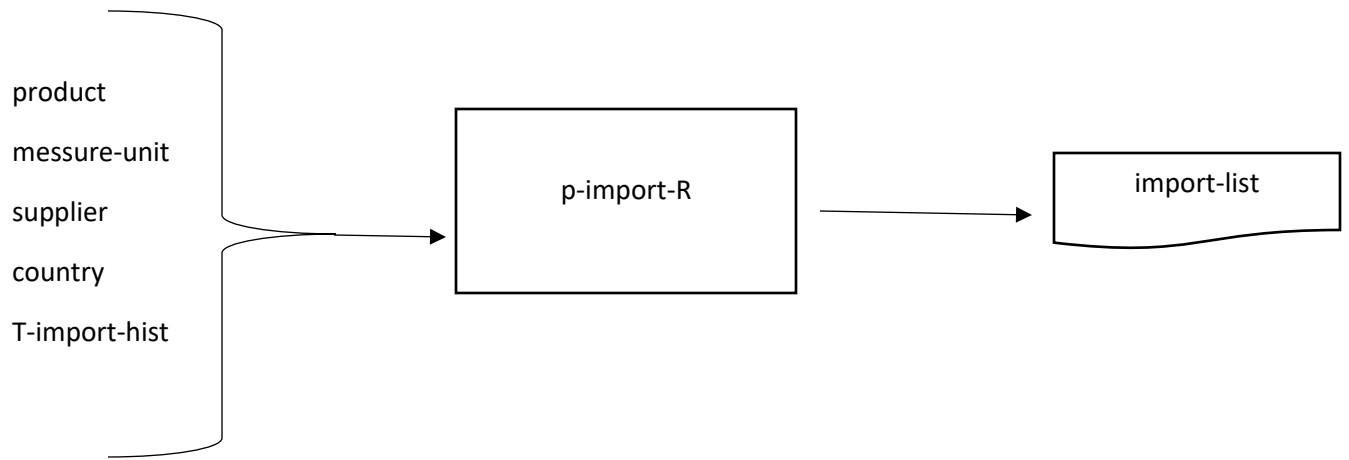 product
messure-unit
supplier
country
T-import-hist
p-import-R
import-list